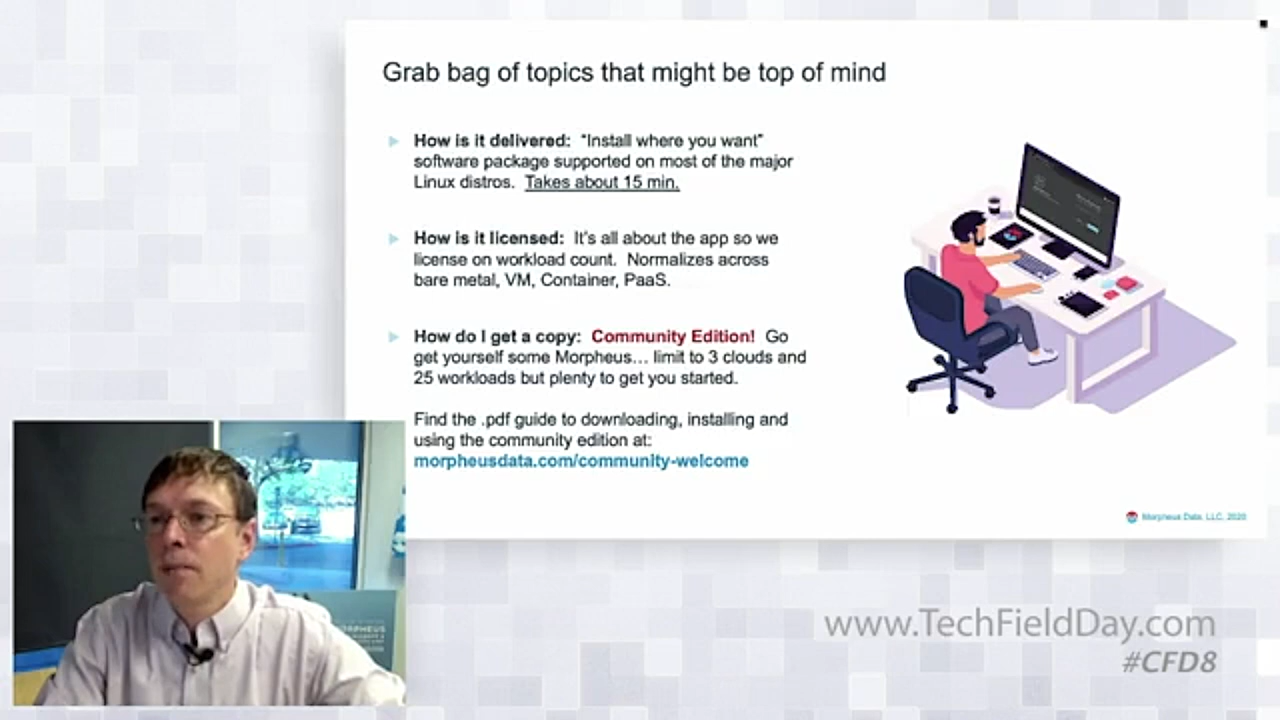 Grab bag of topics that might be top of mind
How is it delivered: “Install where you want”
software package supported on most of the major
Linux distros. Takes about 15 min.
How is it licensed: It’s all about the app so we
license on workload count. Normalizes across
bare metal, VM, Container, PaaS.
How do I get a copy: Community Edition! Go
get yourself some Morpheus... limit to 3 clouds and
25 workloads but plenty to get you started.
Find the .pdf guide to downloading, installing and
using the community edition at:
morpheusdata.com/community-welcome
Morpheus Data, LLC, 2020
MORPHEUS
www.TechFieldDay.com
#CFD8